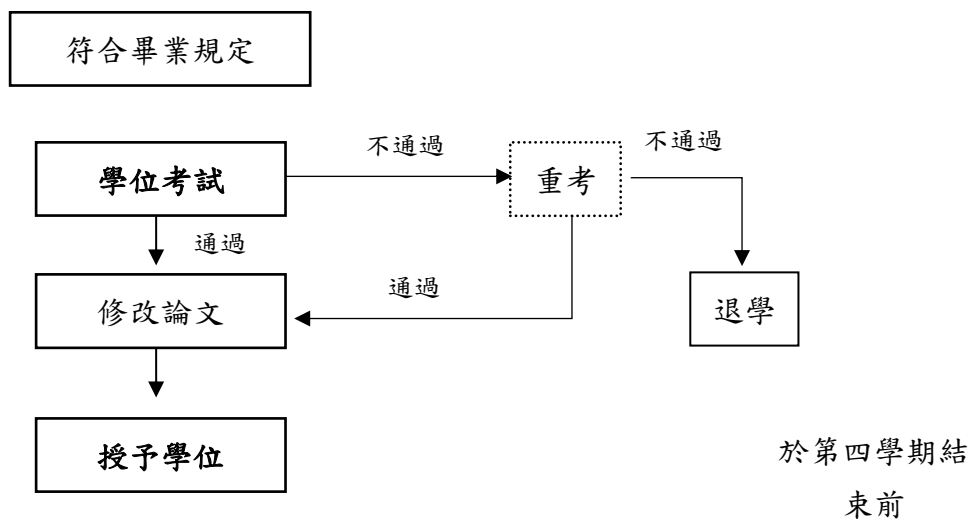 符合畢業規定
不通過
不通過
學位考試
重考
通過
修改論文
通過
退學
授予學位
於第四學期結
束前